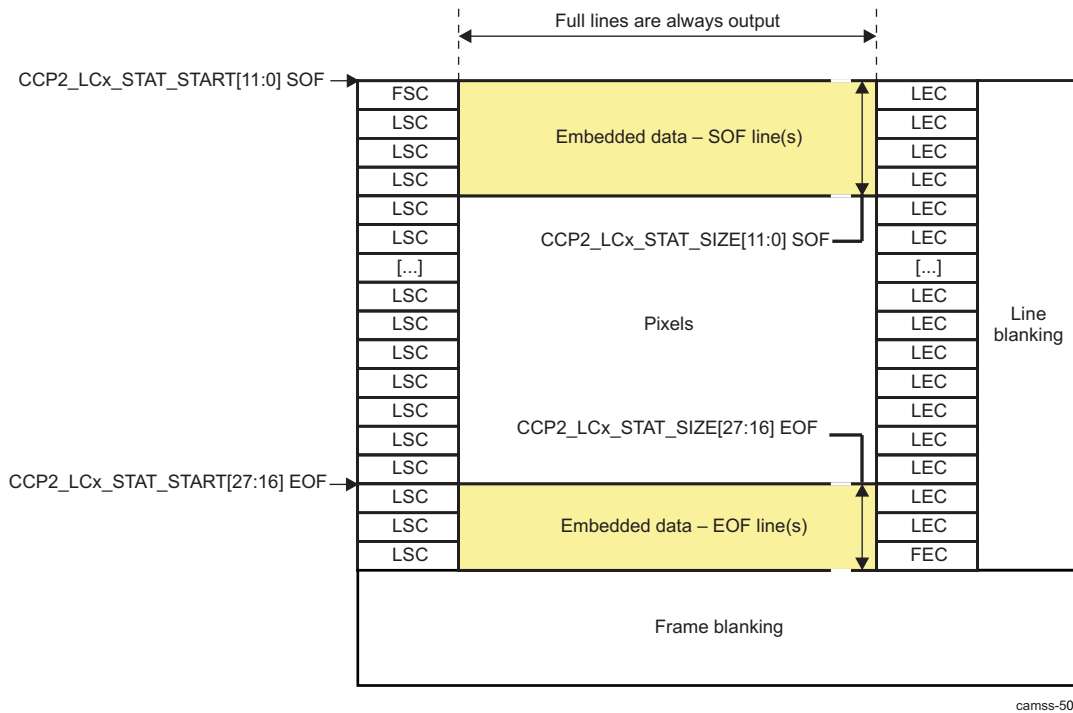 Full lines are always output
CCP2_LCx_STAT_START[11:0] SOF
FSC
LEC
LSC
LEC
Embedded data – SOF line(s)
LSC
LEC
LSC
LEC
LSC
LEC
LSC
CCP2_LCx_STAT_SIZE[11:0] SOF
LEC
[...]
[...]
LSC
LEC
LSC
Pixels
LEC
Line
blanking
LSC
LEC
LSC
LEC
LSC
LEC
CCP2_LCx_STAT_SIZE[27:16] EOF
LSC
LEC
LSC
LEC
CCP2_LCx_STAT_START[27:16] EOF
LSC
LEC
LSC
Embedded data – EOF line(s)
LEC
LSC
FEC
Frame blanking
camss-50